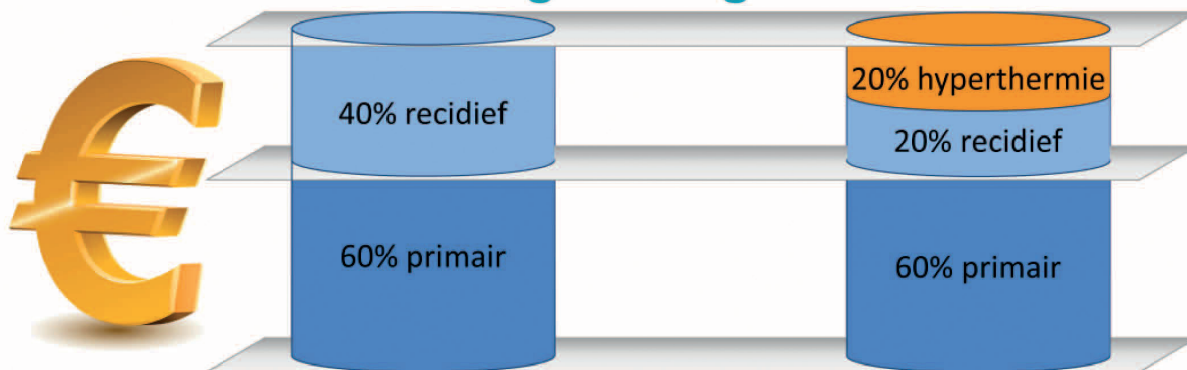 40% recidief
60% primair
20% hyperthermie
20% recidief
60% primair